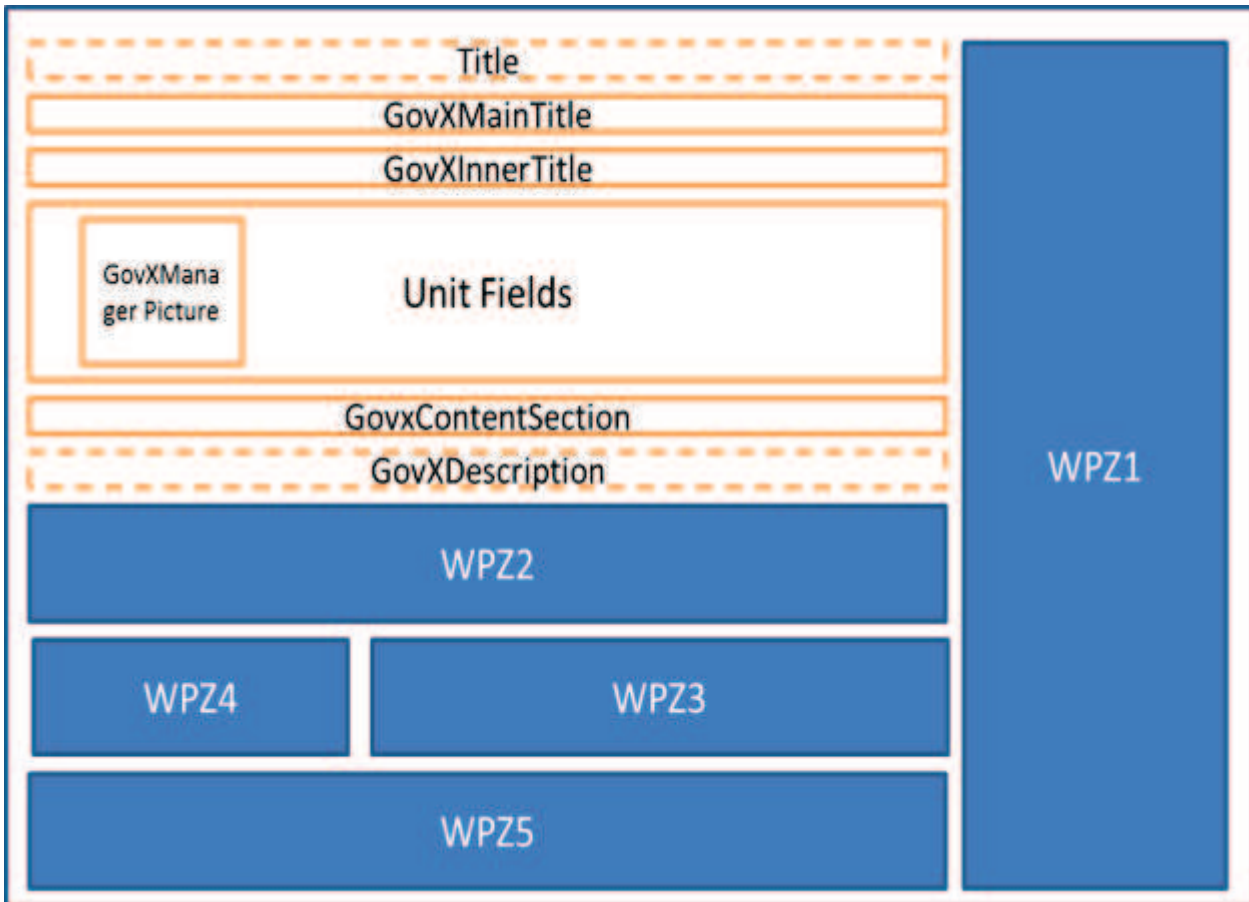 Title
GovXMainTitle
GovXInnerTitle
GovXMana
ger Picture
Unit Fields
GovxContentSection
GovXDescription
WPZ1
WPZ2
WPZ4
WPZ3
WPZ5